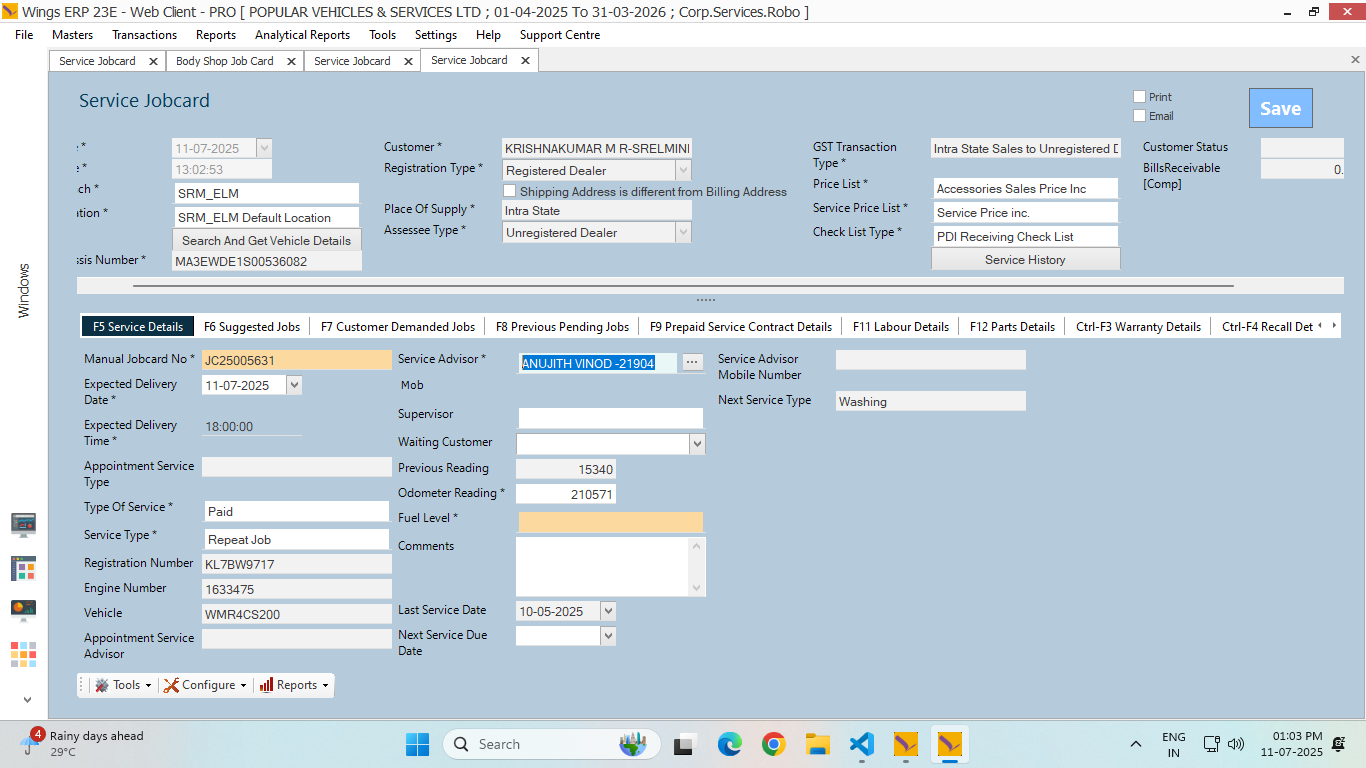 Wings ERP 23E - Web Client - PRO [ POPULAR VEHICLES & SERVICES LTD ; 01-04-2025 To 31-03-2026 ; Corp.Services.Robo ]
File Masters Transactions Reports Analytical Reports Tools Settings Help Support Centre
Service Jobcard Body Shop Job Card Service Jobcard Service Jobcard
Service Jobcard
Print
Email
Save
* 11-07-2025
* 13:02:53
ch * SRM_ELM
ation * SRM_ELM Default Location
Search And Get Vehicle Details
ssis Number * MA3EWDE1S00536082
Customer * KRISHNAKUMAR M R-SRELMINI
Registration Type * Registered Dealer
Shipping Address is different from Billing Address
Place Of Supply * Intra State
Assessee Type * Unregistered Dealer
GST Transaction Type * Intra State Sales to Unregistered D
Price List * Accessories Sales Price Inc
Service Price List * Service Price inc.
Check List Type * PDI Receiving Check List
Service History
Customer Status
BillsReceivable [Comp] 0.
Windows
F5 Service Details F6 Suggested Jobs F7 Customer Demanded Jobs F8 Previous Pending Jobs F9 Prepaid Service Contract Details F11 Labour Details F12 Parts Details Ctrl-F3 Warranty Details Ctrl-F4 Recall Det
Manual Jobcard No * JC25005631
Expected Delivery Date * 11-07-2025
Expected Delivery Time * 18:00:00
Appointment Service Type
Type Of Service * Paid
Service Type * Repeat Job
Registration Number KL7BW9717
Engine Number 1633475
Vehicle WMR4CS200
Appointment Service Advisor
Service Advisor * ANUJITH VINOD -21904 ...
Mob
Supervisor
Waiting Customer
Previous Reading 15340
Odometer Reading * 210571
Fuel Level *
Comments
Last Service Date 10-05-2025
Next Service Due Date
Service Advisor Mobile Number
Next Service Type Washing
Tools Configure Reports
4
Rainy days ahead
29°C
Search
ENG
IN
01:03 PM
11-07-2025